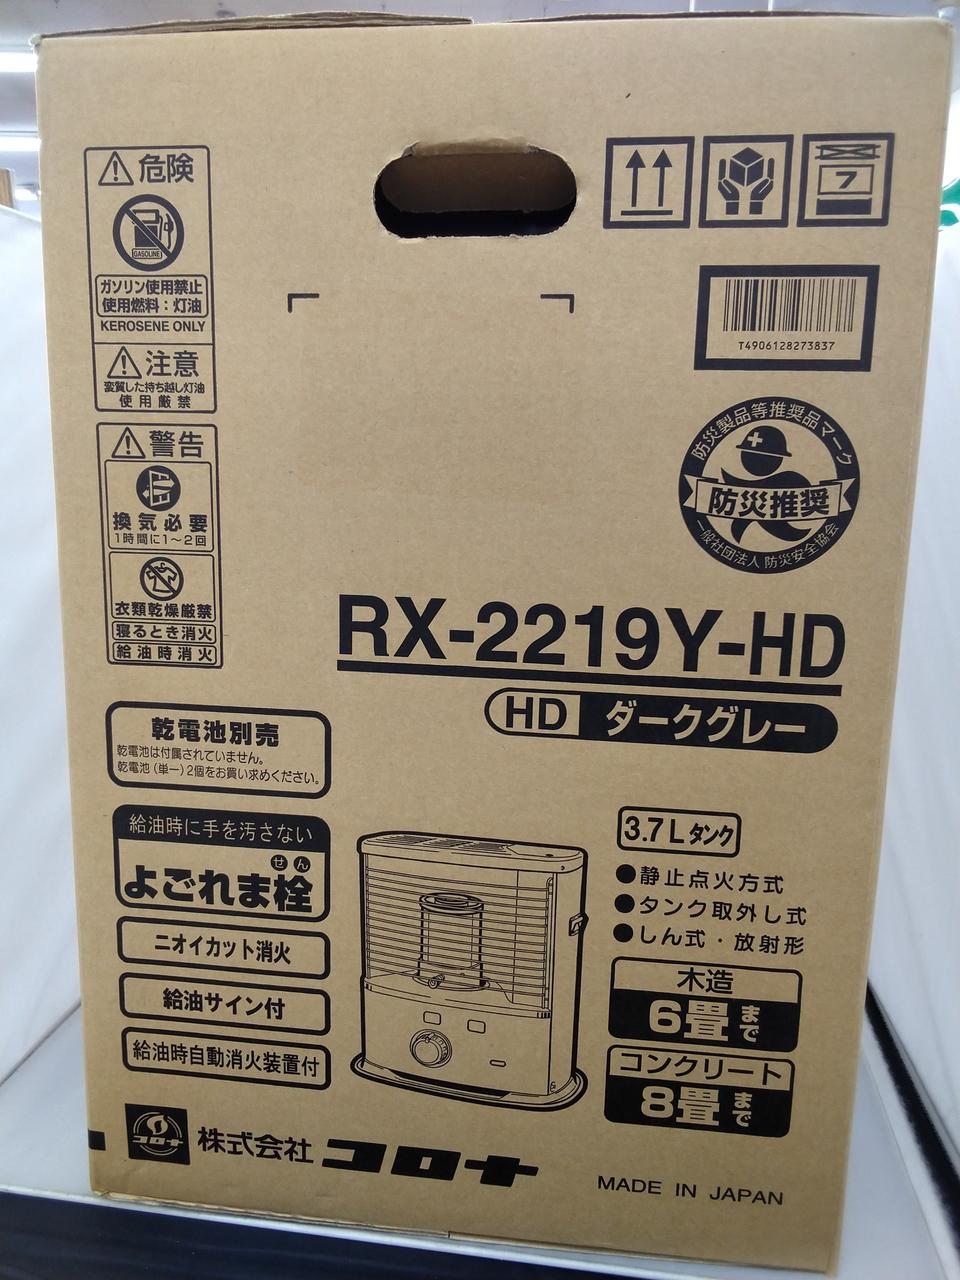 危険
GASOLINE
ガソリン使用禁止
使用燃料：灯油
KEROSENE ONLY
注意
変質した持ち越し灯油
使用厳禁
警告
換気必要
1時間に1～2回
衣類乾燥厳禁
寝るとき消火
給油時消火
7
T4906128273837
防災製品等推奨品マーク
防災推奨
一般社団法人 防災安全協会
RX-2219Y-HD
HD ダークグレー
乾電池別売
乾電池は付属されていません。
乾電池（単一）2個をお買い求めください。
給油時に手を汚さない
せん
よごれま栓
ニオイカット消火
給油サイン付
給油時自動消火装置付
3.7Lタンク
●静止点火方式
●タンク取外し式
●しん式・放射形
木造
6畳まで
コンクリート
8畳まで
コロナ
株式会社 コロナ
MADE IN JAPAN